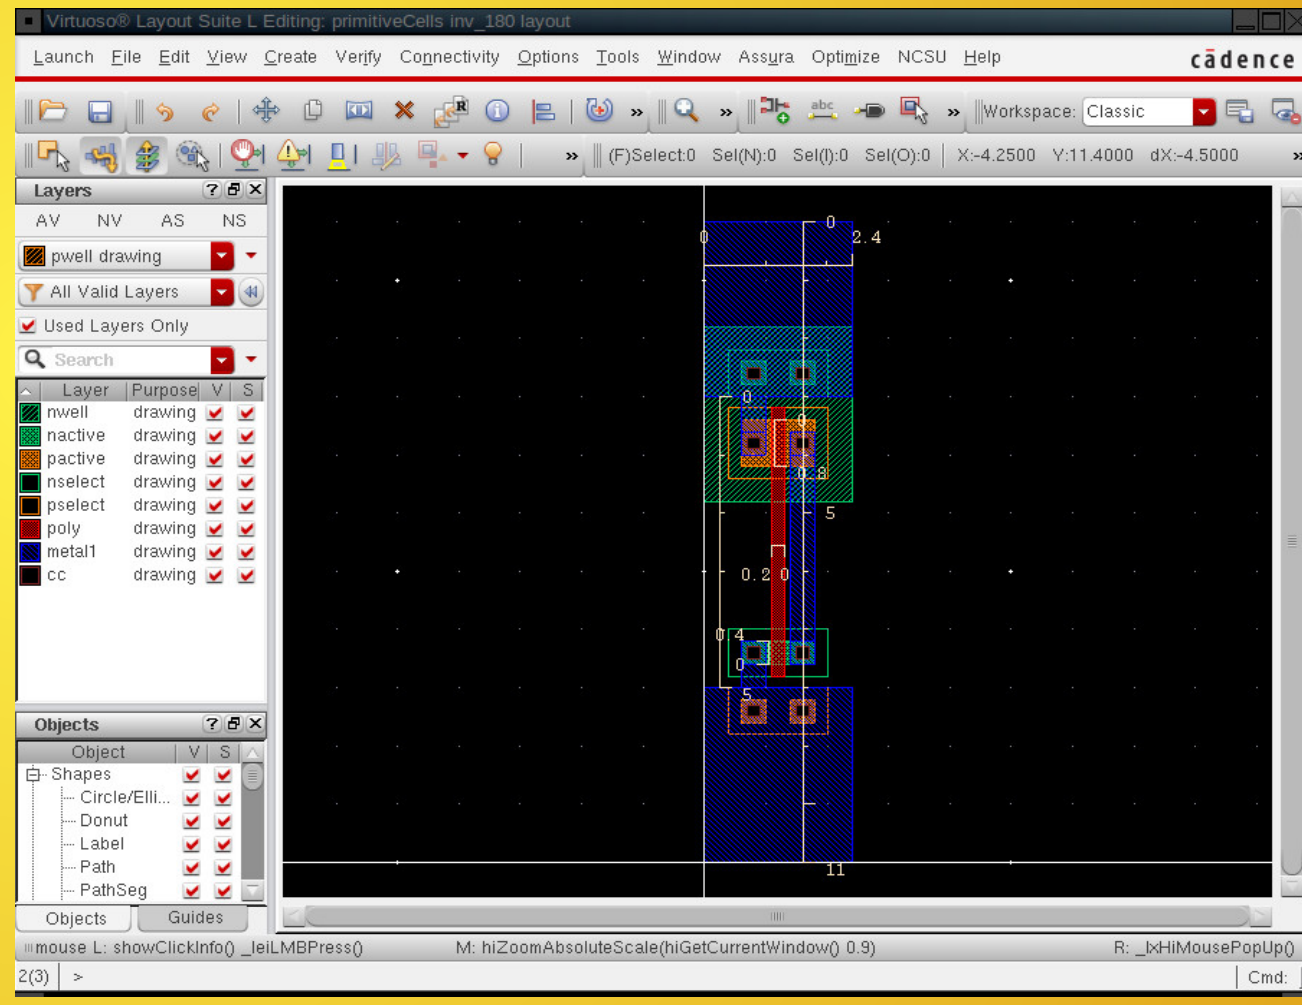 Virtuoso® Layout Suite L Editing: primitiveCells inv_180 layout
Launch File Edit View Create Verify Connectivity Options Tools Window Assura Optimize NCSU Help cādence
R » » abc » Workspace: Classic
» (F)Select:0 Sel(N):0 Sel(I):0 Sel(O):0 X:-4.2500 Y:11.4000 dX:-4.5000 »
Layers
AV NV AS NS
pwell drawing
All Valid Layers
Used Layers Only
Search
Layer Purpose V S
nwell drawing
nactive drawing
pactive drawing
nselect drawing
pselect drawing
poly drawing
metal1 drawing
cc drawing
Objects
Object V S
Shapes
Circle/Elli...
Donut
Label
Path
PathSeg
Objects Guides
0
0 2.4
0
0
0.8
5
0.2 0
0.4
0
5
11
mouse L: showClickInfo() _leiLMBPress() M: hiZoomAbsoluteScale(hiGetCurrentWindow() 0.9) R: _lxHiMousePopUp()
2(3) > Cmd: